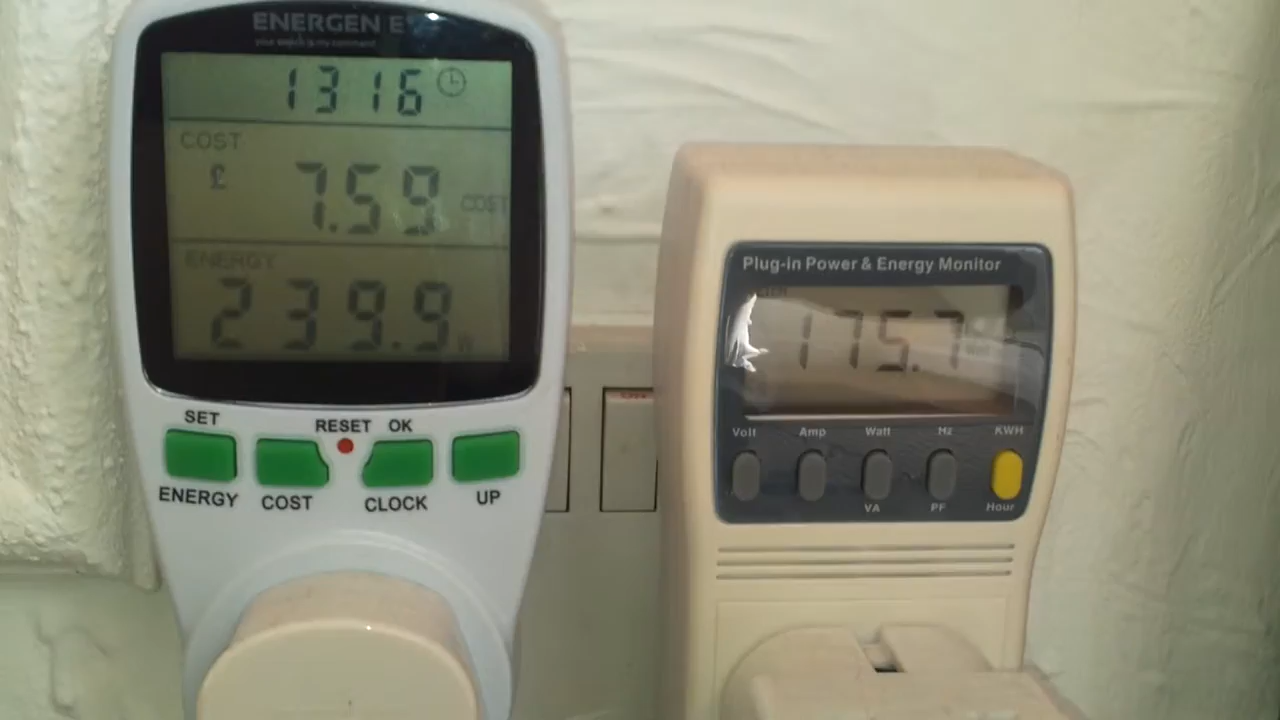 ENERGEN E
1316
COST
£ 7.59 COST
ENERGY
239.9
SET RESET OK
ENERGY COST CLOCK UP
Plug-in Power & Energy Monitor
175.7
Volt Amp Watt Hz KWH
VA PF Hour